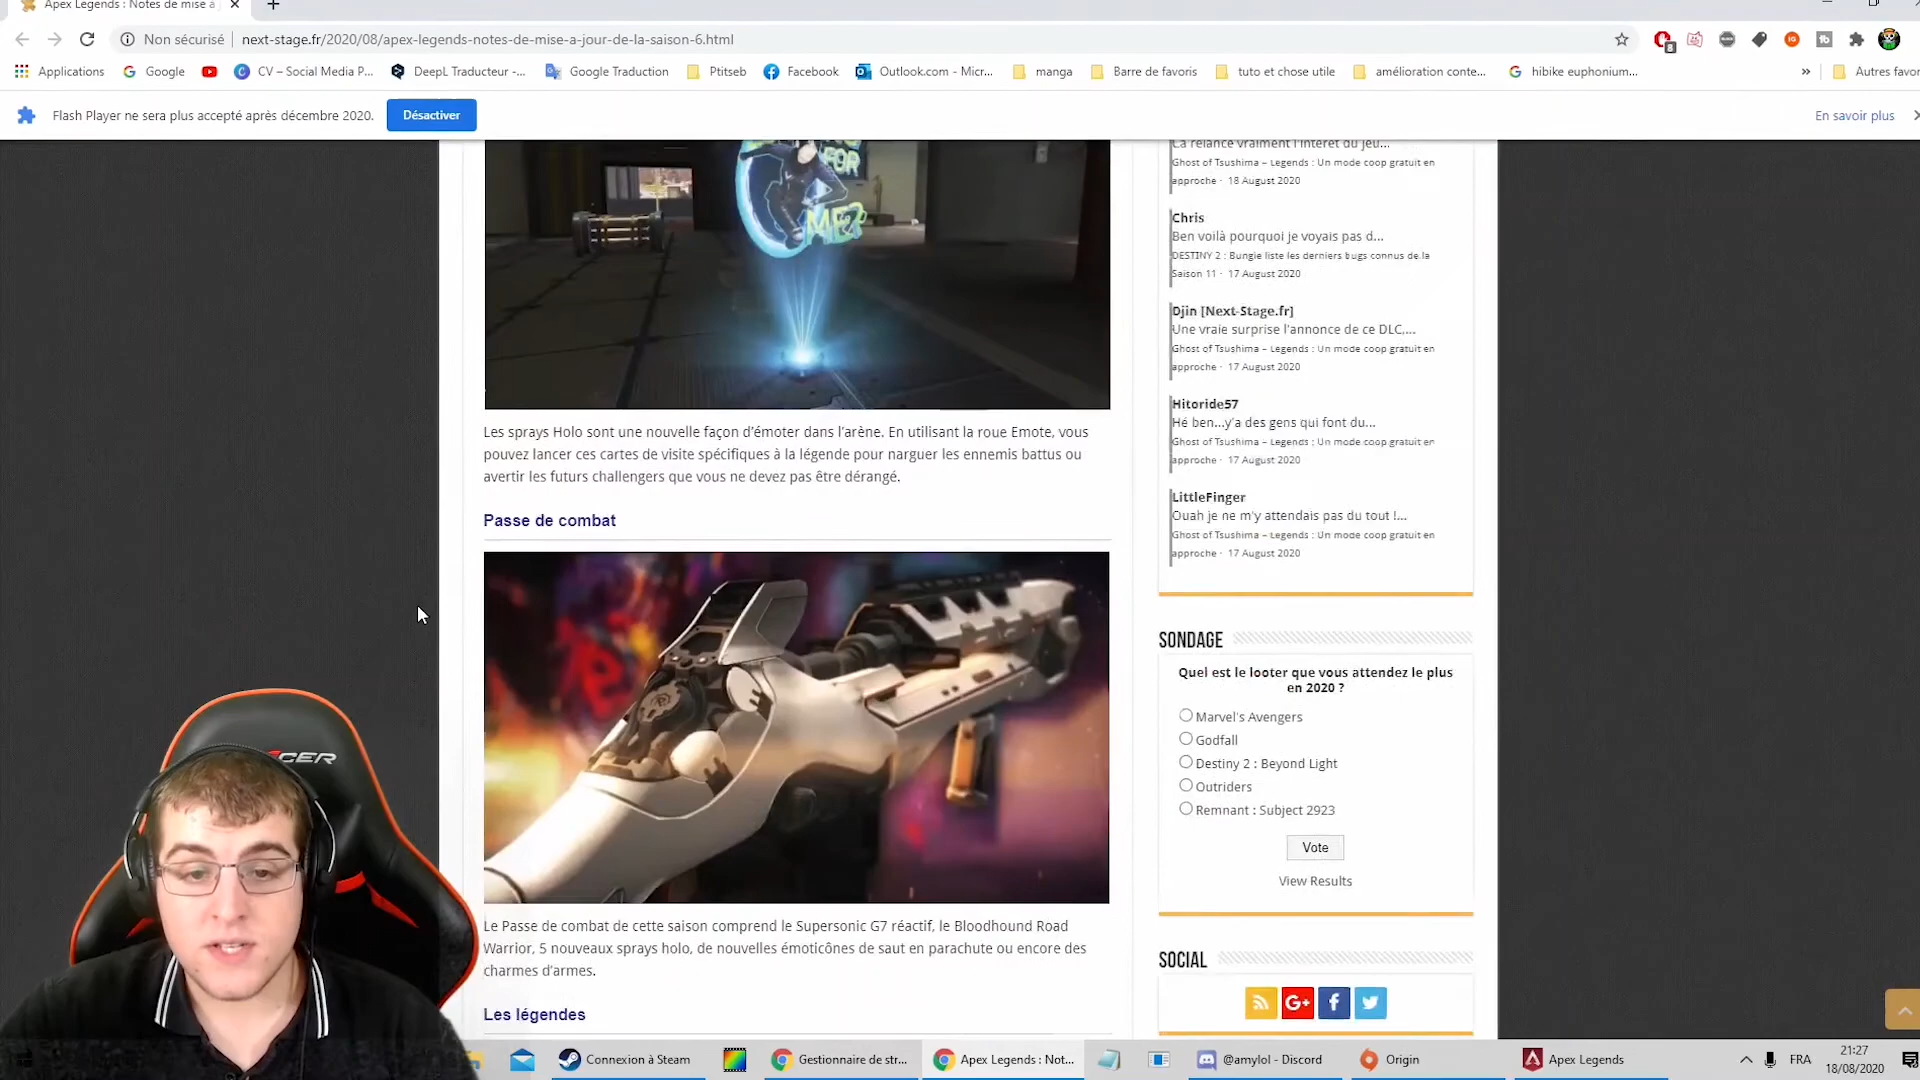 Apex Legends : Notes de mise a j
Non sécurisé
next-stage.fr/2020/08/apex-legends-notes-de-mise-a-jour-de-la-saison-6.html
8
Applications
Google
CV – Social Media P...
DeepL Traducteur -...
Google Traduction
Ptitseb
Facebook
Outlook.com - Micr...
manga
Barre de favoris
tuto et chose utile
amélioration conte...
hibike euphonium...
»
Autres favor
Flash Player ne sera plus accepté après décembre 2020.
Désactiver
En savoir plus
FOR
ME?
Les sprays Holo sont une nouvelle façon d'émoter dans l'arène. En utilisant la roue Emote, vous
pouvez lancer ces cartes de visite spécifiques à la légende pour narguer les ennemis battus ou
avertir les futurs challengers que vous ne devez pas être dérangé.
Passe de combat
Le Passe de combat de cette saison comprend le Supersonic G7 réactif, le Bloodhound Road
Warrior, 5 nouveaux sprays holo, de nouvelles émoticônes de saut en parachute ou encore des
charmes d'armes.
Les légendes
Ca relance vraiment l'intérêt du jeu...
Ghost of Tsushima – Legends : Un mode coop gratuit en
approche · 18 August 2020
Chris
Ben voilà pourquoi je voyais pas d...
DESTINY 2 : Bungie liste les derniers bugs connus de la
Saison 11 · 17 August 2020
Djin [Next-Stage.fr]
Une vraie surprise l'annonce de ce DLC,...
Ghost of Tsushima – Legends : Un mode coop gratuit en
approche · 17 August 2020
Hitoride57
Hé ben...y'a des gens qui font du...
Ghost of Tsushima – Legends : Un mode coop gratuit en
approche · 17 August 2020
LittleFinger
Ouah je ne m'y attendais pas du tout !...
Ghost of Tsushima – Legends : Un mode coop gratuit en
approche · 17 August 2020
SONDAGE
Quel est le looter que vous attendez le plus
en 2020 ?
Marvel's Avengers
Godfall
Destiny 2 : Beyond Light
Outriders
Remnant : Subject 2923
Vote
View Results
SOCIAL
G+
CER
Connexion à Steam
Gestionnaire de str...
Apex Legends : Not...
@amylol - Discord
Origin
Apex Legends
FRA
21:27
18/08/2020